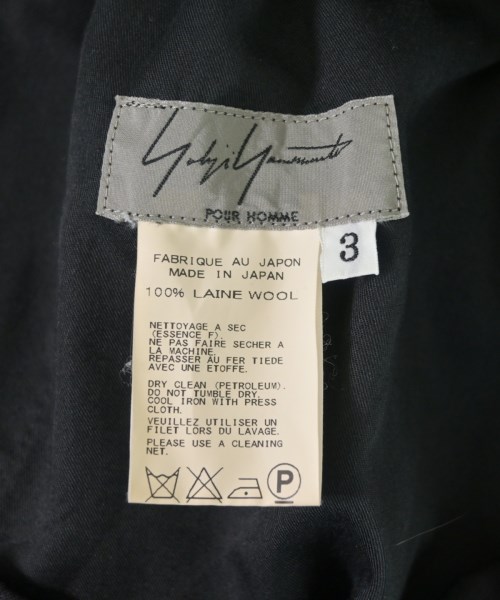 Yohji Yamamoto
POUR HOMME
3
FABRIQUE AU JAPON
MADE IN JAPAN
100% LAINE WOOL
NETTOYAGE A SEC
(ESSENCE F).
NE PAS FAIRE SECHER A
LA MACHINE.
REPASSER AU FER TIEDE
AVEC UNE ETOFFE.
DRY CLEAN (PETROLEUM).
DO NOT TUMBLE DRY.
COOL IRON WITH PRESS
CLOTH.
VEUILLEZ UTILISER UN
FILET LORS DU LAVAGE.
PLEASE USE A CLEANING
NET.
P